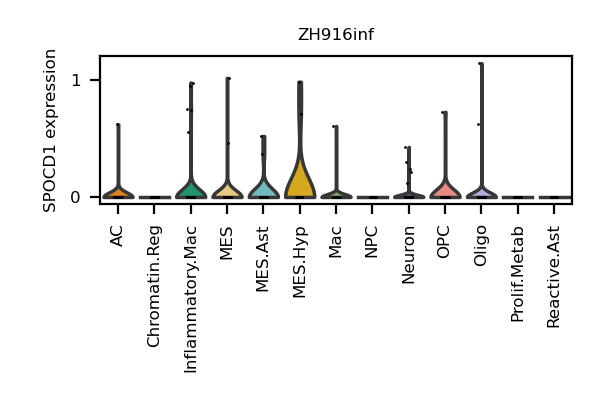 ZH916inf
SPOCD1 expression
1
0
AC
Chromatin.Reg
Inflammatory.Mac
MES
MES.Ast
MES.Hyp
Mac
NPC
Neuron
OPC
Oligo
Prolif.Metab
Reactive.Ast